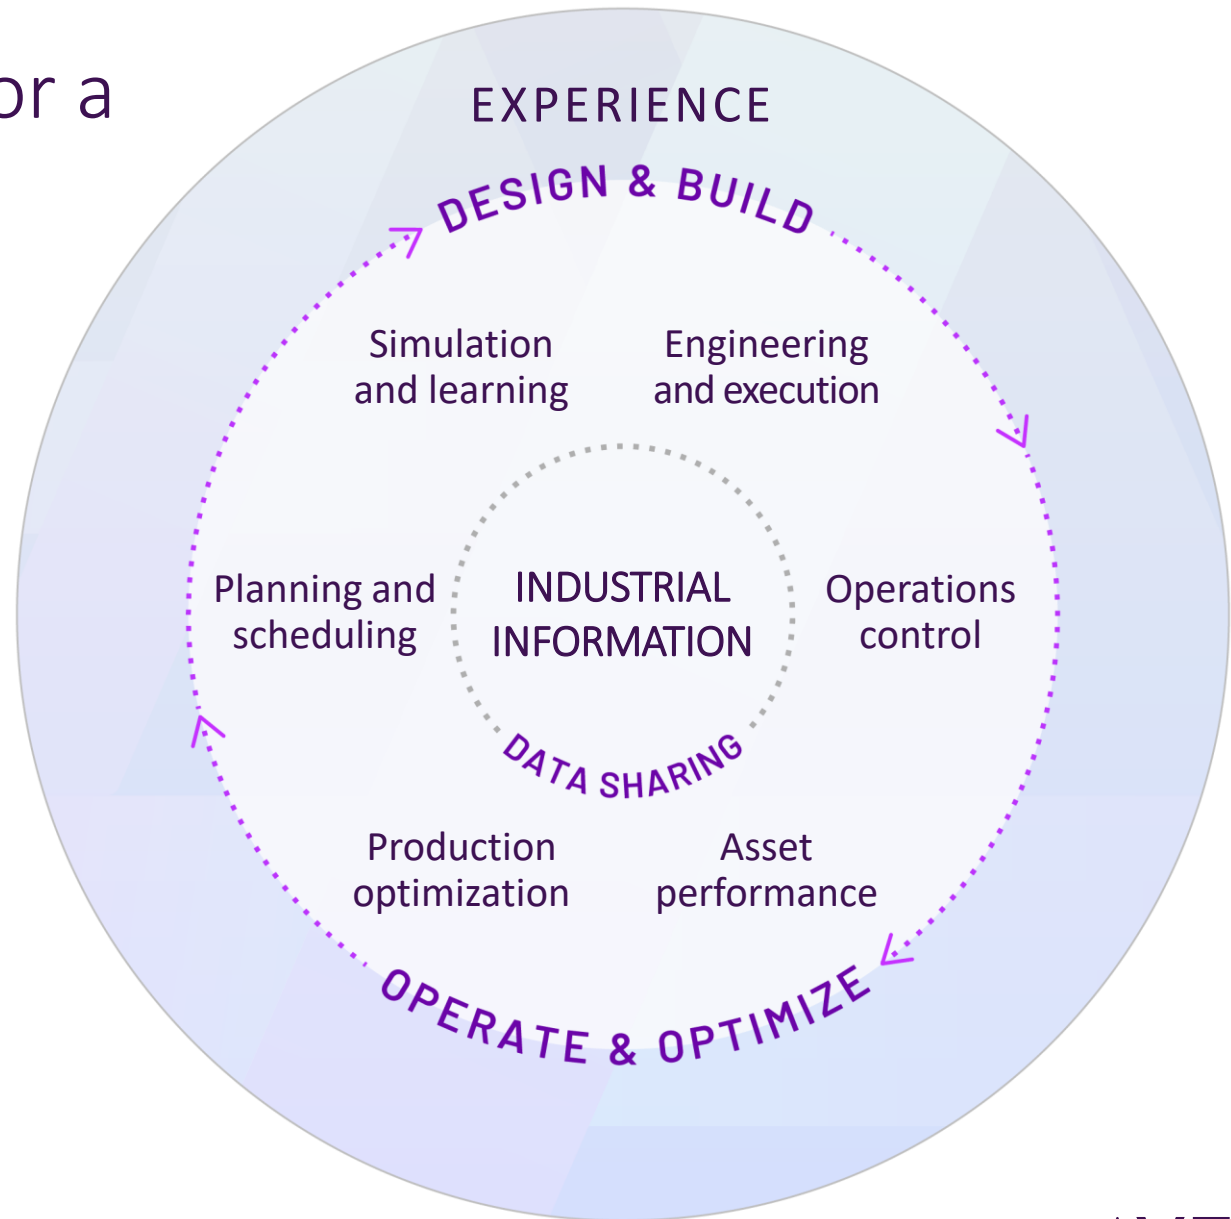 or a
EXPERIENCE
DESIGN & BUILD
Simulation
and learning
Engineering
and execution
Planning and
scheduling
INDUSTRIAL
INFORMATION
Operations
control
DATA SHARING
Production
optimization
Asset
performance
OPERATE & OPTIMIZE